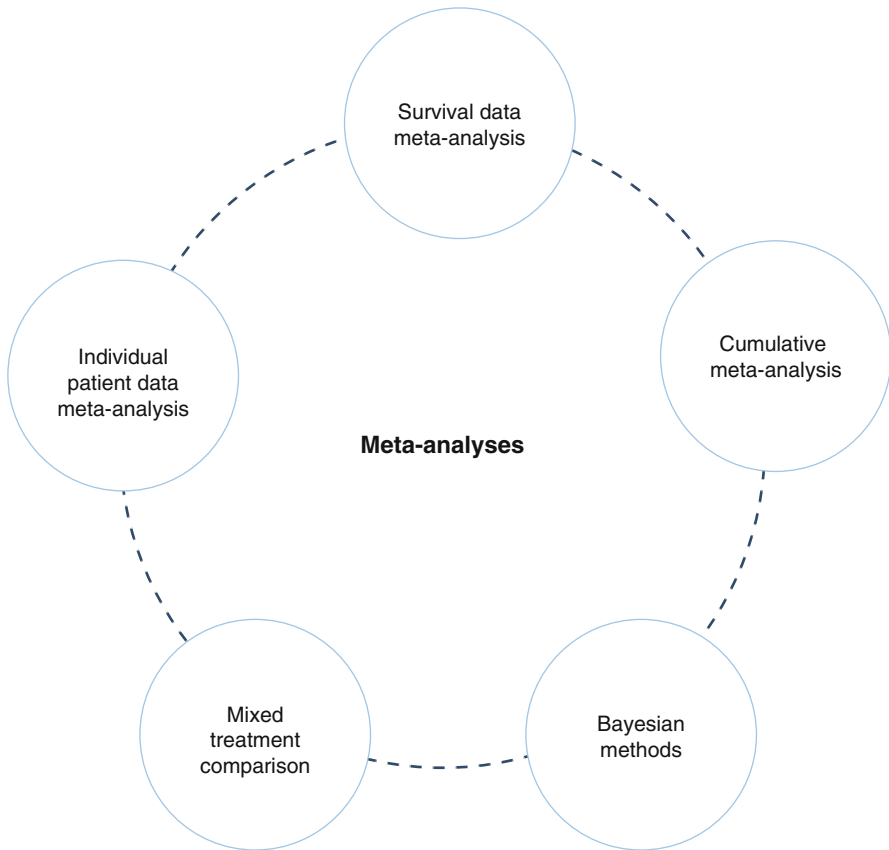 Survival data
meta-analysis
Cumulative
meta-analysis
Individual
patient data
meta-analysis
Meta-analyses
Mixed
treatment
comparison
Bayesian
methods